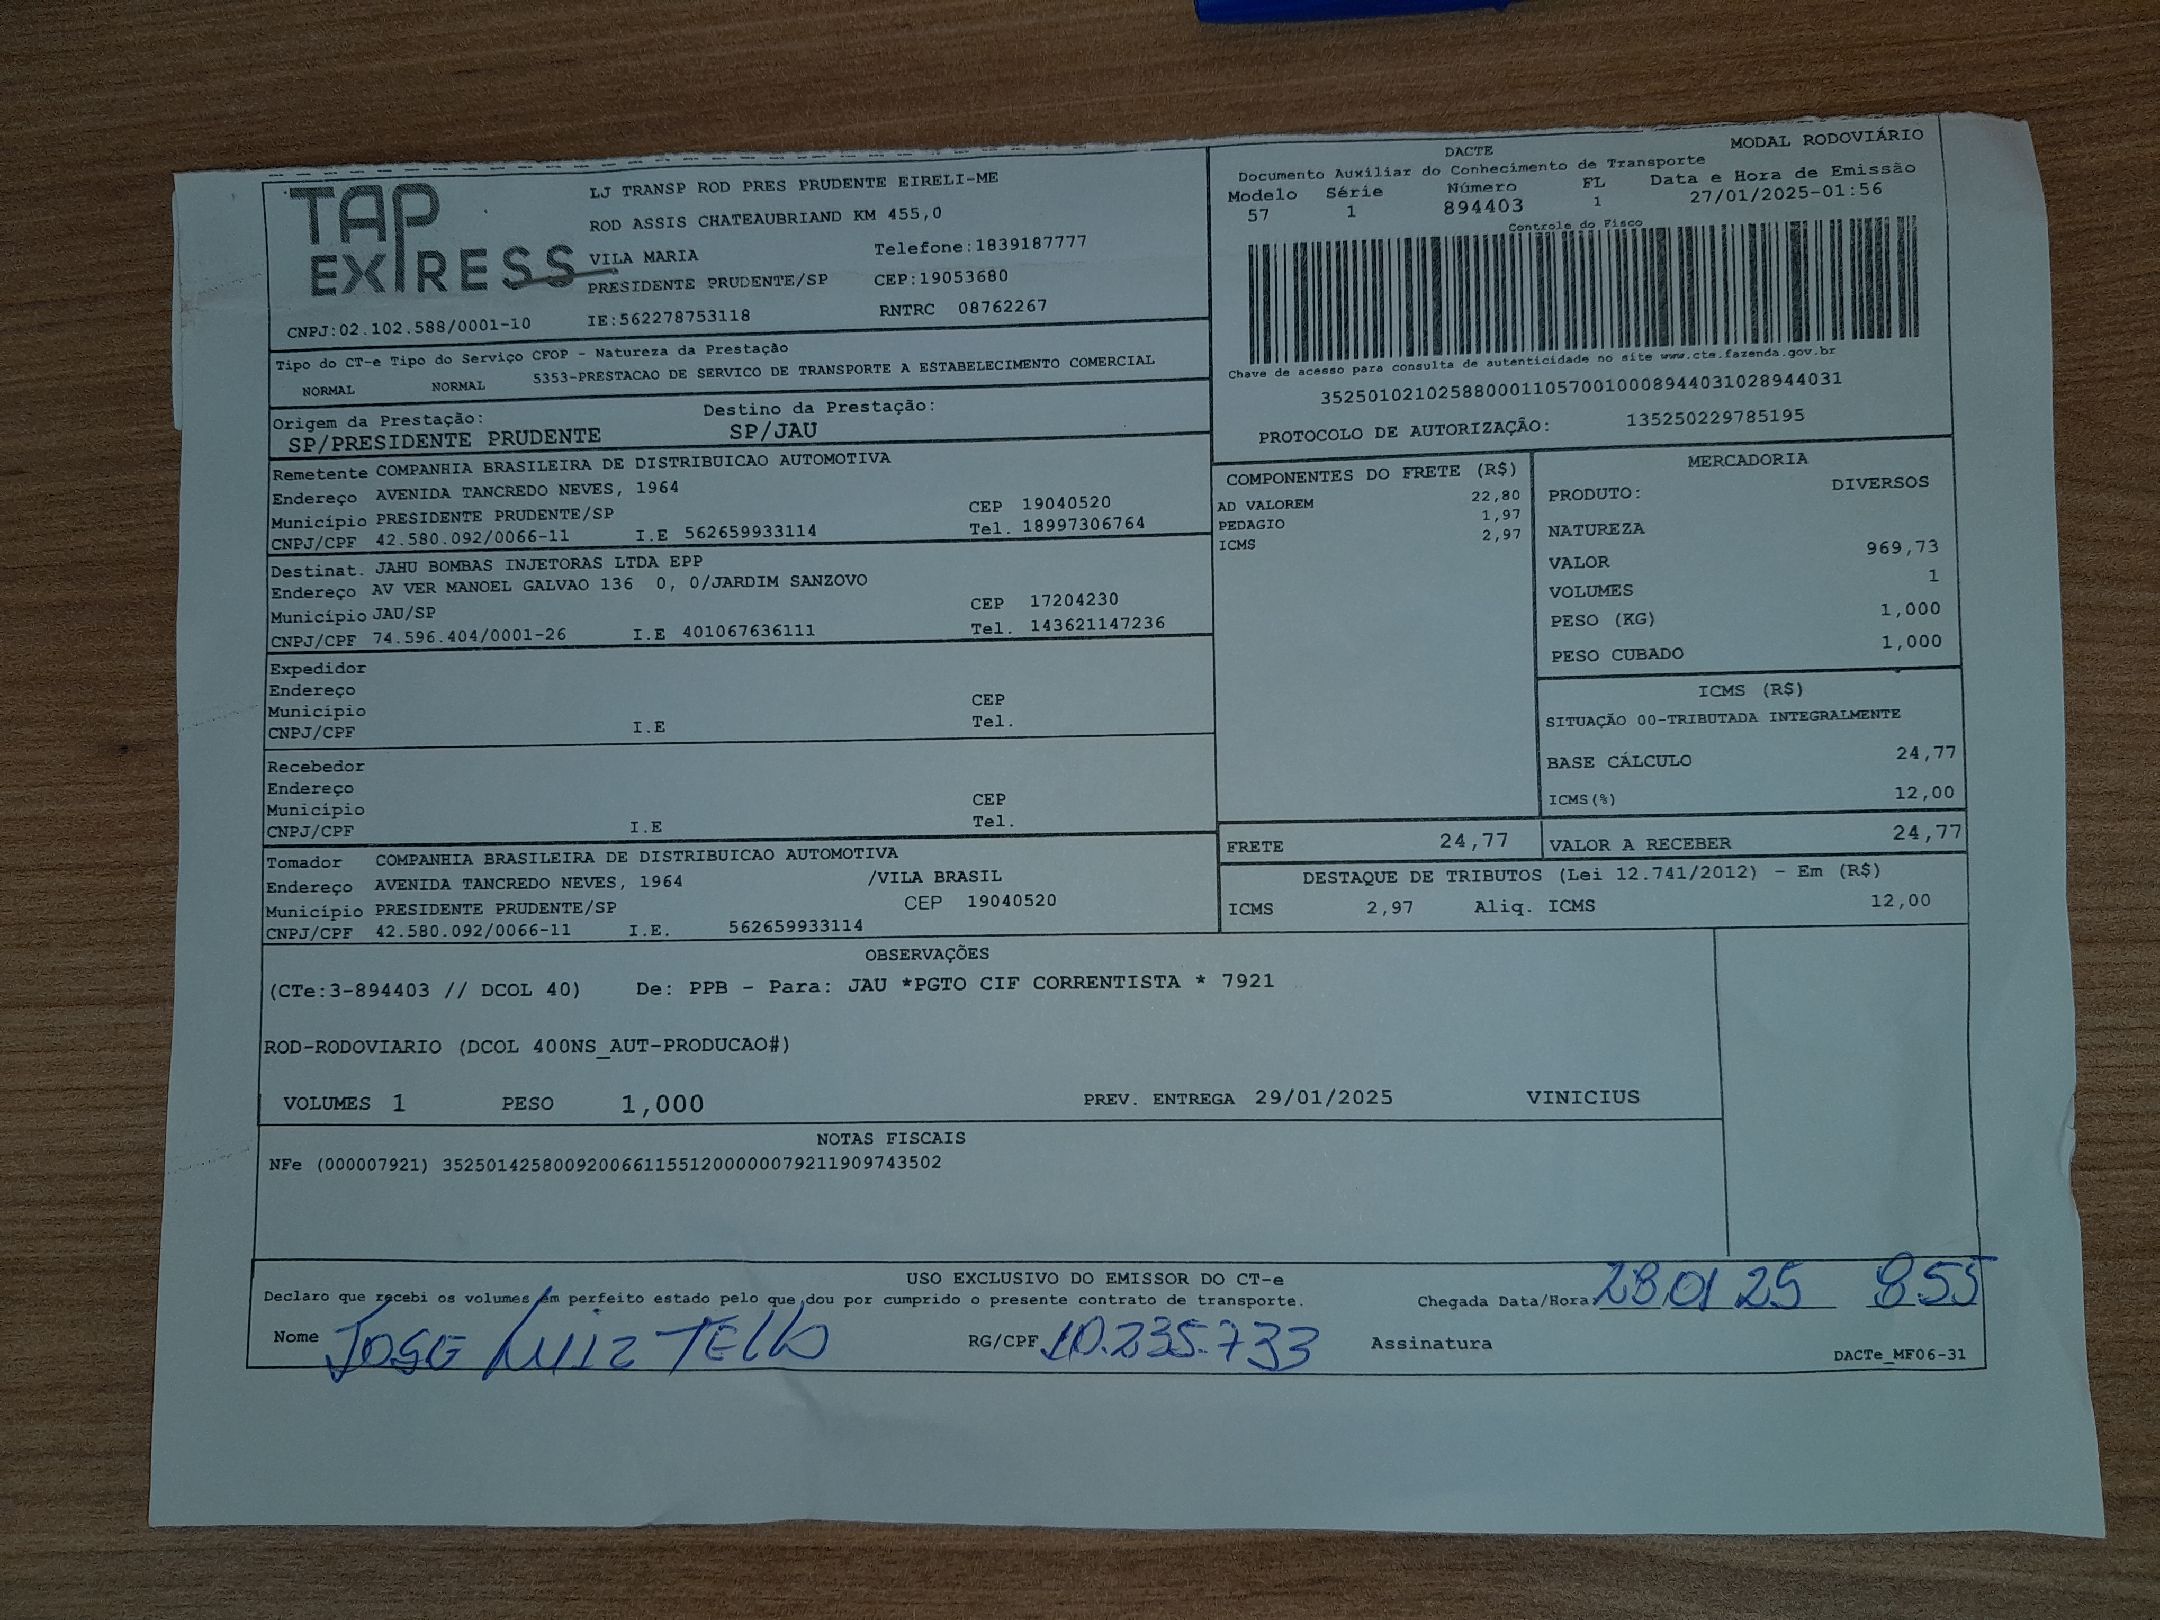 TAP EXPRESS
LJ TRANSP ROD PRES PRUDENTE EIRELI-ME
ROD ASSIS CHATEAUBRIAND KM 455,0
VILA MARIA Telefone:1839187777
PRESIDENTE PRUDENTE/SP CEP:19053680
CNPJ:02.102.588/0001-10 IE:562278753118 RNTRC 08762267
DACTE MODAL RODOVIÁRIO
Documento Auxiliar do Conhecimento de Transporte
Modelo Série Número FL Data e Hora de Emissão
57 1 894403 1 27/01/2025-01:56
Controle do Fisco
Chave de acesso para consulta de autenticidade no site www.cte.fazenda.gov.br
35250102102588000110570010008944031028944031
PROTOCOLO DE AUTORIZAÇÃO: 135250229785195
Tipo do CT-e Tipo do Serviço CFOP - Natureza da Prestação
NORMAL NORMAL 5353-PRESTACAO DE SERVICO DE TRANSPORTE A ESTABELECIMENTO COMERCIAL
Origem da Prestação: Destino da Prestação:
SP/PRESIDENTE PRUDENTE SP/JAU
Remetente COMPANHIA BRASILEIRA DE DISTRIBUICAO AUTOMOTIVA
Endereço AVENIDA TANCREDO NEVES, 1964
Município PRESIDENTE PRUDENTE/SP CEP 19040520
CNPJ/CPF 42.580.092/0066-11 I.E 562659933114 Tel. 18997306764
Destinat. JAHU BOMBAS INJETORAS LTDA EPP
Endereço AV VER MANOEL GALVAO 136 0, 0/JARDIM SANZOVO
Município JAU/SP CEP 17204230
CNPJ/CPF 74.596.404/0001-26 I.E 401067636111 Tel. 143621147236
Expedidor
Endereço
Município CEP
CNPJ/CPF I.E Tel.
Recebedor
Endereço
Município CEP
CNPJ/CPF I.E Tel.
Tomador COMPANHIA BRASILEIRA DE DISTRIBUICAO AUTOMOTIVA
Endereço AVENIDA TANCREDO NEVES, 1964 /VILA BRASIL
Município PRESIDENTE PRUDENTE/SP CEP 19040520
CNPJ/CPF 42.580.092/0066-11 I.E. 562659933114
COMPONENTES DO FRETE (R$)
AD VALOREM 22,80
PEDAGIO 1,97
ICMS 2,97
MERCADORIA
PRODUTO: DIVERSOS
NATUREZA
VALOR 969,73
VOLUMES 1
PESO (KG) 1,000
PESO CUBADO 1,000
ICMS (R$)
SITUAÇÃO 00-TRIBUTADA INTEGRALMENTE
BASE CÁLCULO 24,77
ICMS(%) 12,00
FRETE 24,77 VALOR A RECEBER 24,77
DESTAQUE DE TRIBUTOS (Lei 12.741/2012) - Em (R$)
ICMS 2,97 Aliq. ICMS 12,00
OBSERVAÇÕES
(CTe:3-894403 // DCOL 40) De: PPB - Para: JAU *PGTO CIF CORRENTISTA * 7921
ROD-RODOVIARIO (DCOL 400NS_AUT-PRODUCAO#)
VOLUMES 1 PESO 1,000 PREV. ENTREGA 29/01/2025 VINICIUS
NOTAS FISCAIS
NFe (000007921) 35250142580092006611551200000079211909743502
USO EXCLUSIVO DO EMISSOR DO CT-e
Declaro que recebi os volumes em perfeito estado pelo que dou por cumprido o presente contrato de transporte. Chegada Data/Hora 28 01 25 8 55
Nome JOSE LUIZ TELLO RG/CPF 10.235.733 Assinatura
DACTe_MF06-31